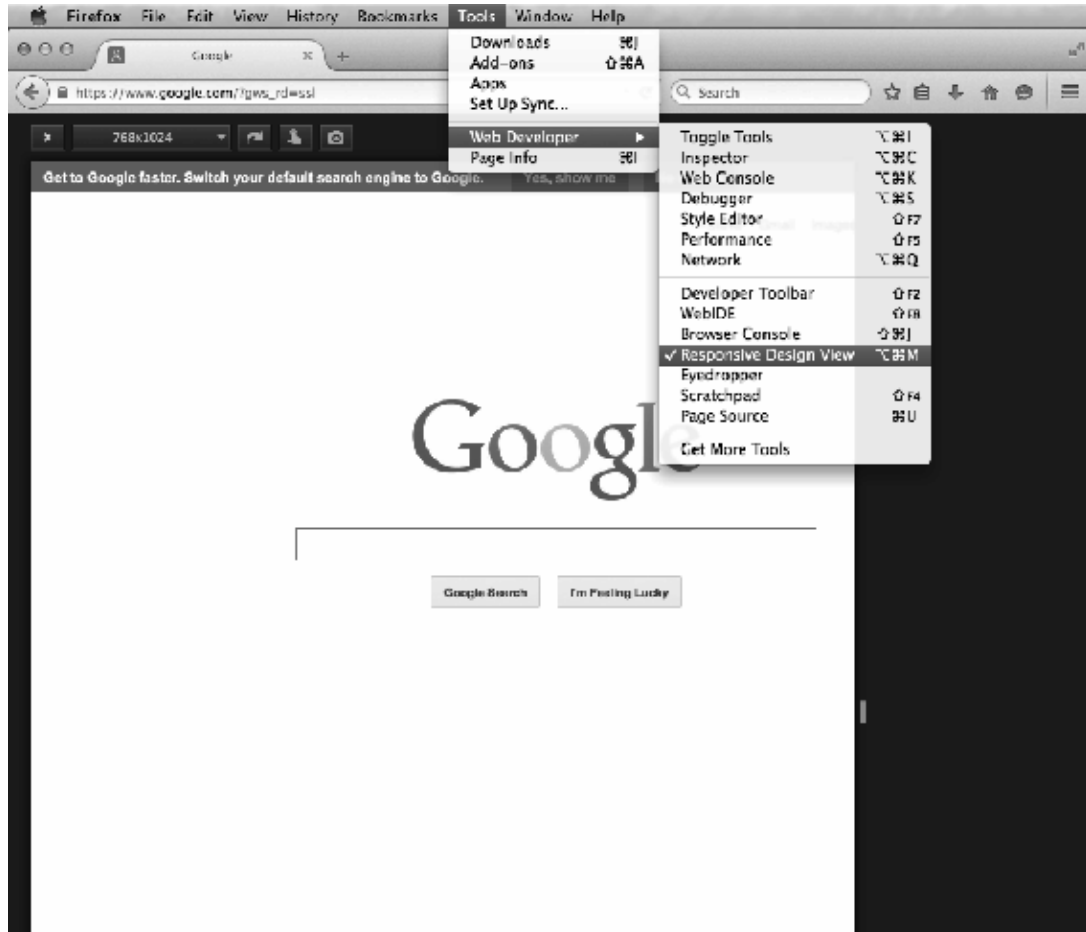 Firefox File Edit View History Bookmarks Tools Window Help
Google
https://www.google.com/?gws_rd=ssl
Search
768x1024
Get to Google faster. Switch your default search engine to Google. Yes, show me
Downloads ⌘J
Add-ons ⇧⌘A
Apps
Set Up Sync...
Web Developer
Page Info ⌘I
Toggle Tools ⌥⌘I
Inspector ⌥⌘C
Web Console ⌥⌘K
Debugger ⌥⌘S
Style Editor ⇧F7
Performance ⇧F5
Network ⌥⌘Q
Developer Toolbar ⇧F2
WebIDE ⇧F8
Browser Console ⇧⌘J
✓ Responsive Design View ⌥⌘M
Eyedropper
Scratchpad ⇧F4
Page Source ⌘U
Get More Tools
Gmail Images
Google
Google Search I'm Feeling Lucky